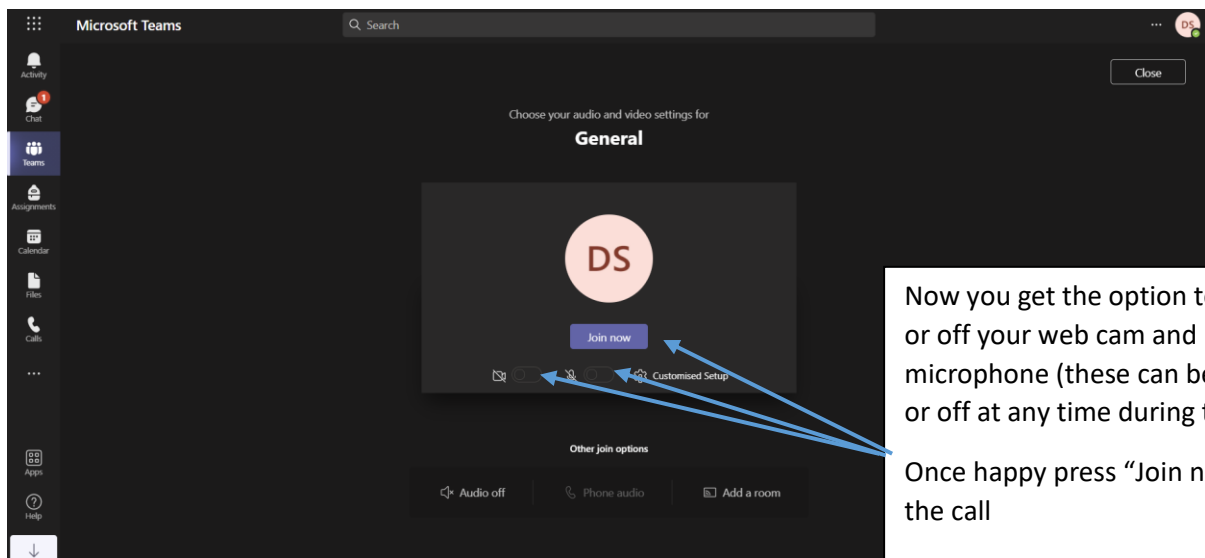 Microsoft Teams
Search
DS
Activity
1
Chat
Teams
Assignments
Calendar
Files
Calls
Apps
Help
Close
Choose your audio and video settings for
General
DS
Join now
Customised Setup
Other join options
Audio off
Phone audio
Add a room
Now you get the option
or off your web cam and
microphone (these can
or off at any time during
Once happy press “Join
the call